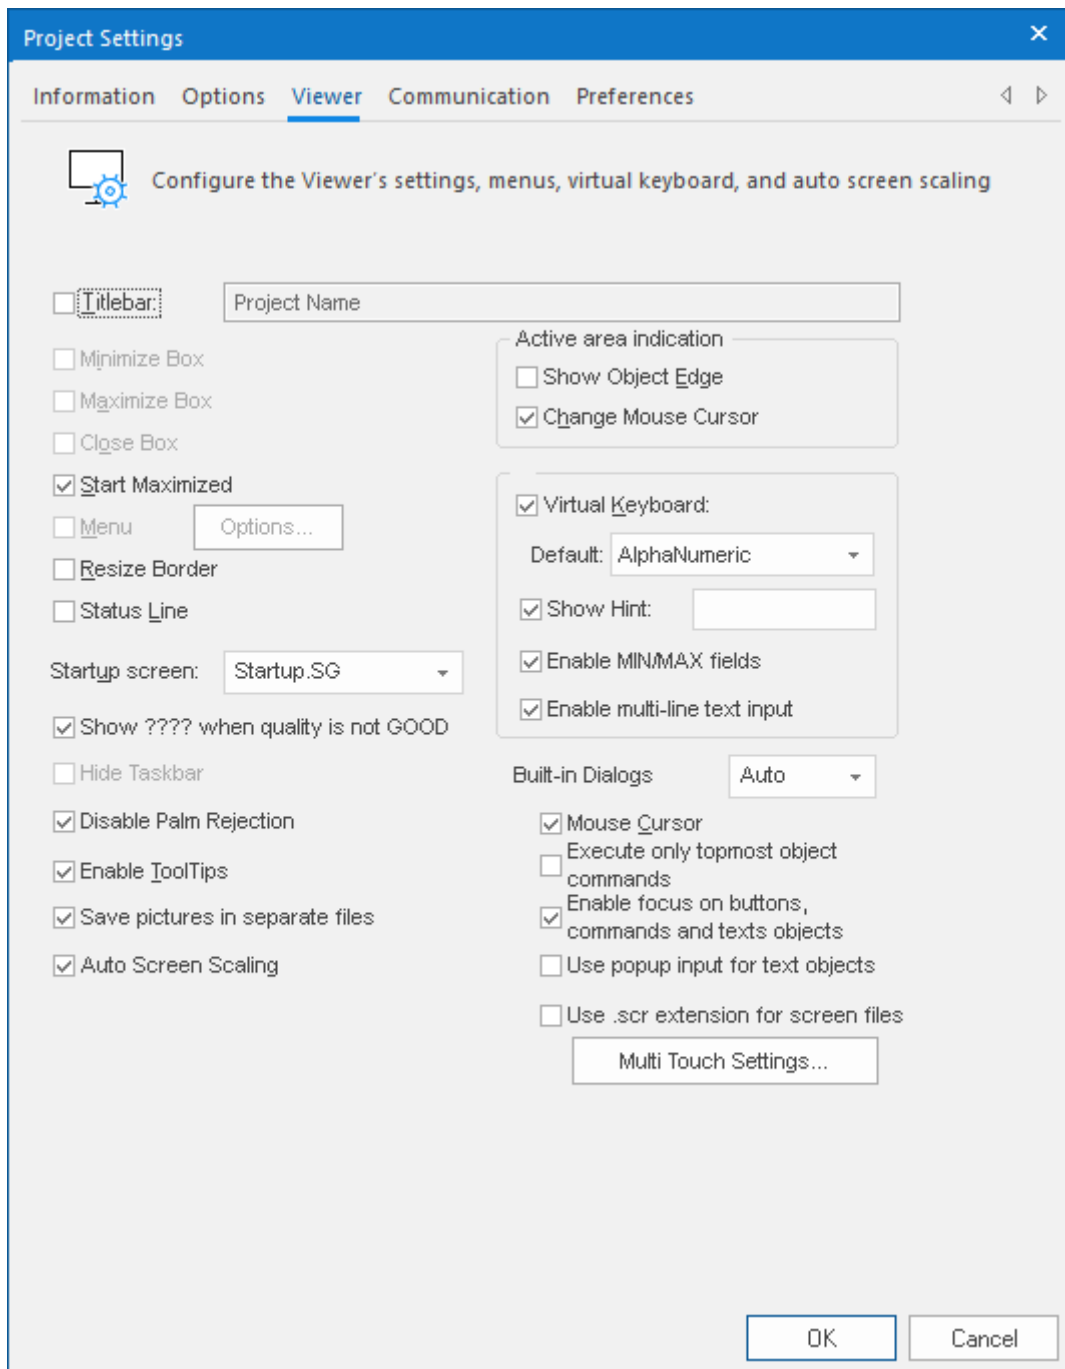 Project Settings
Information Options Viewer Communication Preferences
Configure the Viewer's settings, menus, virtual keyboard, and auto screen scaling
Titlebar: Project Name
Minimize Box
Maximize Box
Close Box
Start Maximized
Menu Options...
Resize Border
Status Line
Startup screen: Startup.SG
Show ???? when quality is not GOOD
Hide Taskbar
Disable Palm Rejection
Enable ToolTips
Save pictures in separate files
Auto Screen Scaling
Active area indication
Show Object Edge
Change Mouse Cursor
Virtual Keyboard:
Default: AlphaNumeric
Show Hint:
Enable MIN/MAX fields
Enable multi-line text input
Built-in Dialogs Auto
Mouse Cursor
Execute only topmost object
commands
Enable focus on buttons,
commands and texts objects
Use popup input for text objects
Use .scr extension for screen files
Multi Touch Settings...
OK Cancel